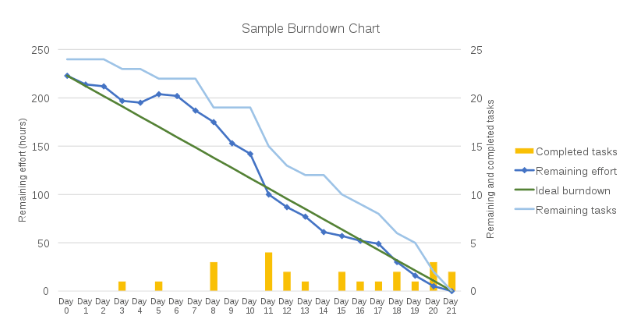 Sample Burndown Chart
250
200
150
100
50
0
Remaining effort (hours)
25
20
15
10
5
0
Remaining and completed tasks
Day 0
Day 1
Day 2
Day 3
Day 4
Day 5
Day 6
Day 7
Day 8
Day 9
Day 10
Day 11
Day 12
Day 13
Day 14
Day 15
Day 16
Day 17
Day 18
Day 19
Day 20
Day 21
Completed tasks
Remaining effort
Ideal burndown
Remaining tasks